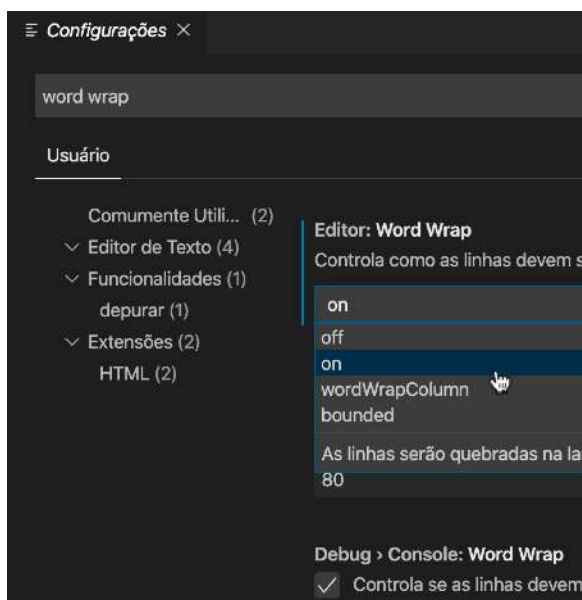 Configurações
word wrap
Usuário
Comumente Utili... (2)
Editor de Texto (4)
Funcionalidades (1)
depurar (1)
Extensões (2)
HTML (2)
Editor: Word Wrap
Controla como as linhas devem s
on
off
on
wordWrapColumn
bounded
As linhas serão quebradas na la
80
Debug › Console: Word Wrap
Controla se as linhas devem